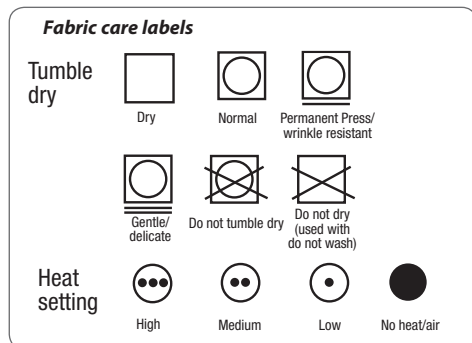 Fabric care labels
Tumble
dry
Dry
Normal
Permanent Press/
wrinkle resistant
Gentle/
delicate
Do not tumble dry
Do not dry
(used with
do not wash)
Heat
setting
High
Medium
Low
No heat/air